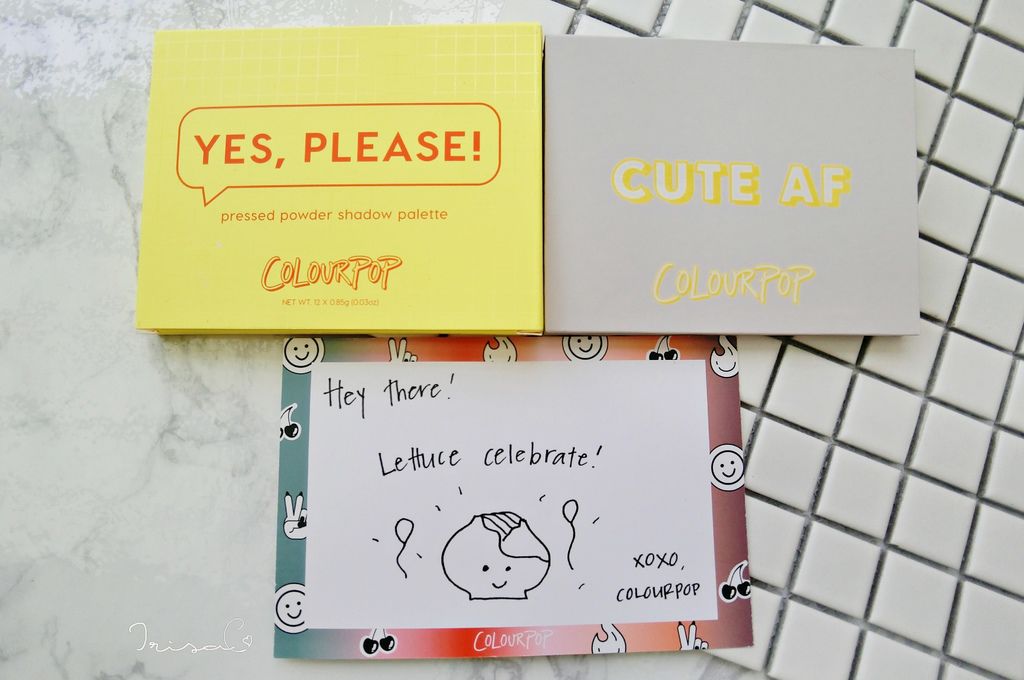 YES, PLEASE!
pressed powder shadow palette
COLOURPOP
NET WT. 12 X 0.85g (0.03oz)
CUTE AF
COLOURPOP
Hey there!
Lettuce celebrate!
XOXO,
COLOURPOP
COLOURPOP
IrisaC